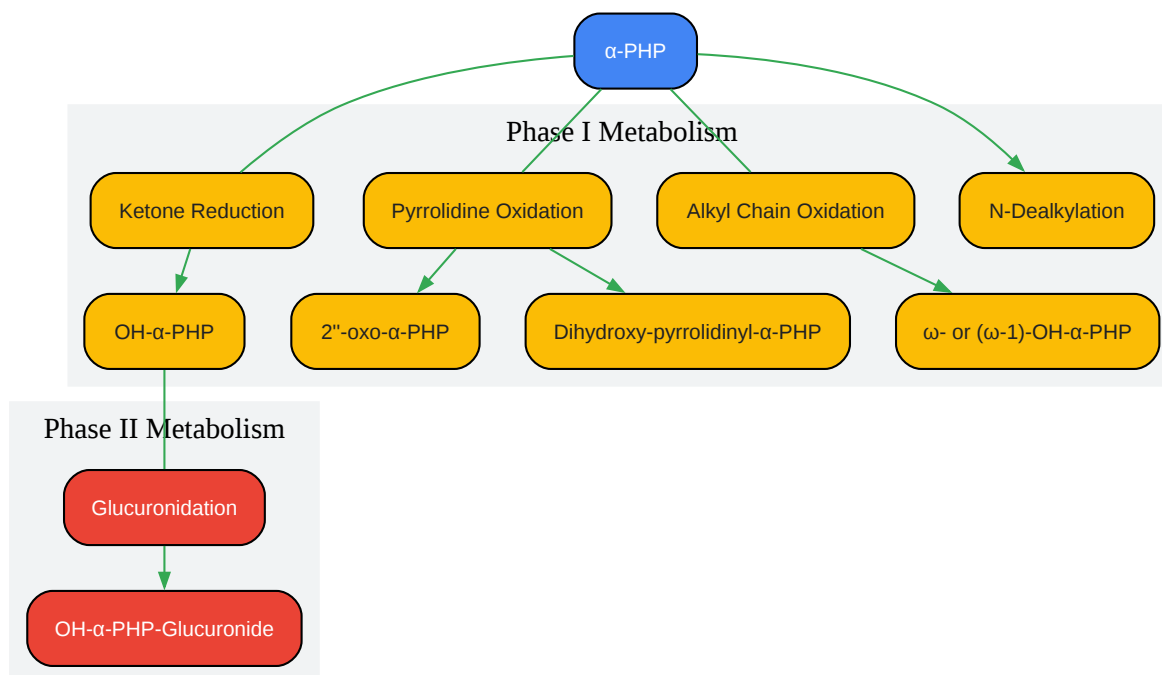 α-PHP
Phase I Metabolism
Ketone Reduction
Pyrrolidine Oxidation
Alkyl Chain Oxidation
N-Dealkylation
OH-α-PHP
2''-oxo-α-PHP
Dihydroxy-pyrrolidinyl-α-PHP
ω- or (ω-1)-OH-α-PHP
Phase II Metabolism
Glucuronidation
OH-α-PHP-Glucuronide